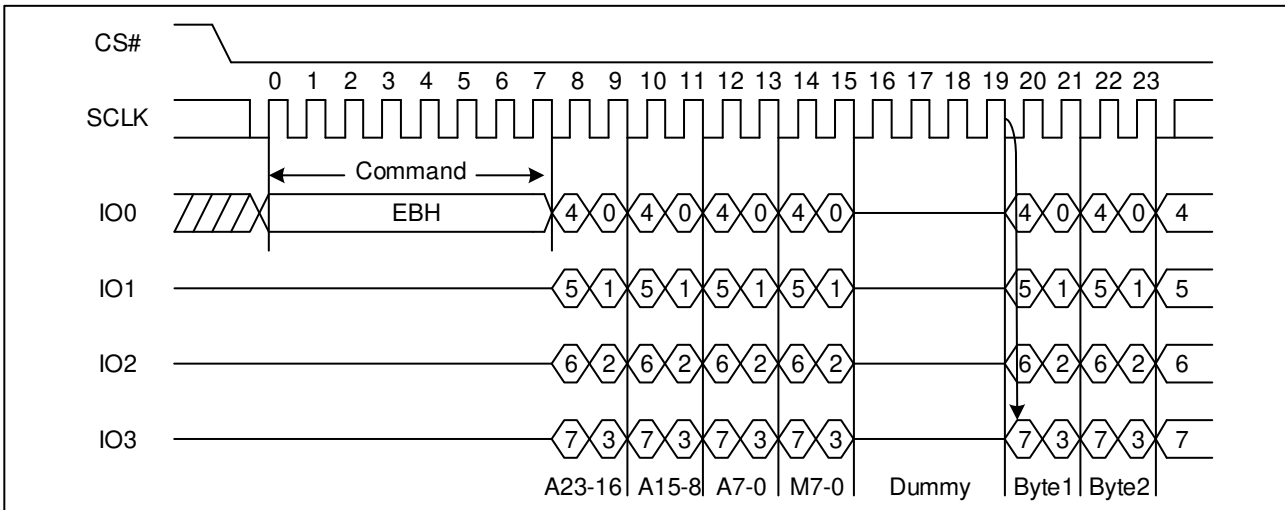 CS#
0 1 2 3 4 5 6 7 8 9 10 11 12 13 14 15 16 17 18 19 20 21 22 23
SCLK
Command
IO0 EBH 4 0 4 0 4 0 4 0 4 0 4 0 4
IO1 5 1 5 1 5 1 5 1 5 1 5 1 5
IO2 6 2 6 2 6 2 6 2 6 2 6 2 6
IO3 7 3 7 3 7 3 7 3 7 3 7 3 7
A23-16 A15-8 A7-0 M7-0 Dummy Byte1 Byte2